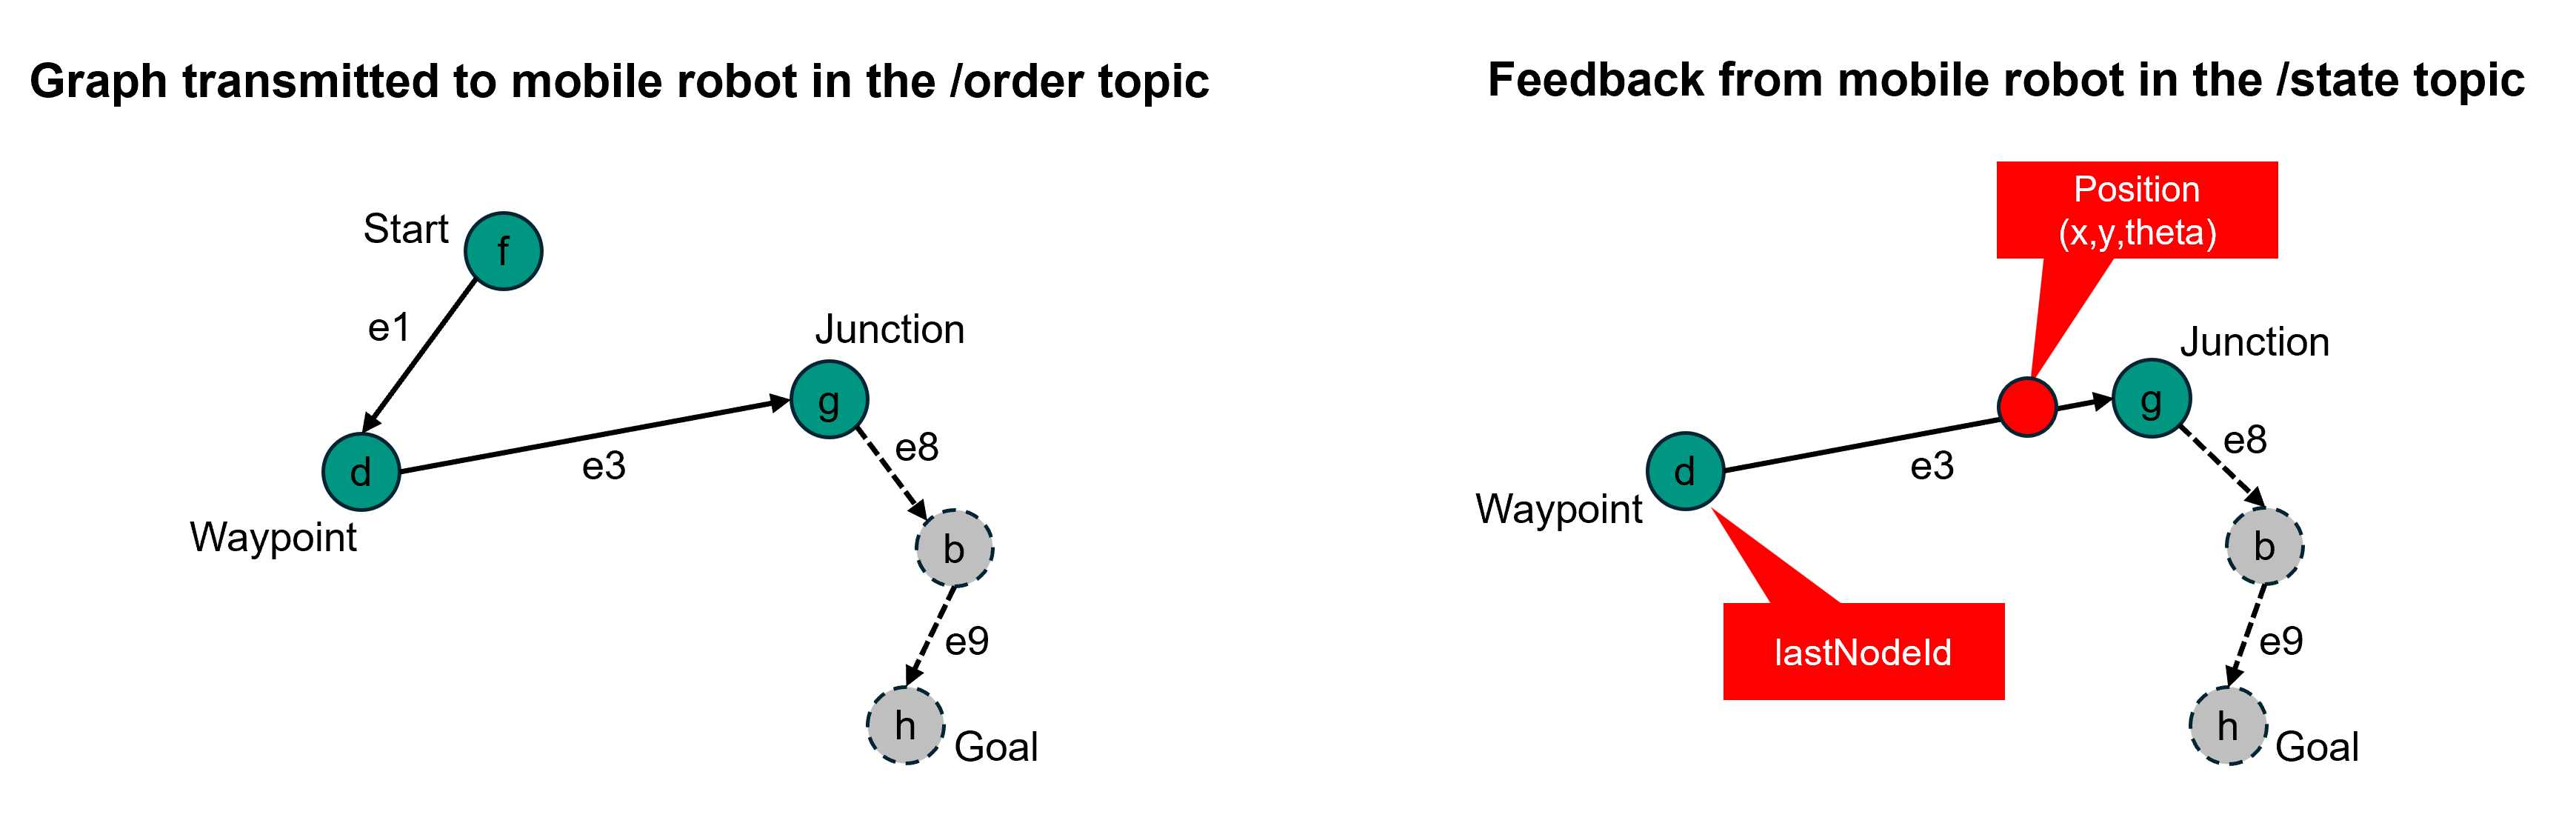 Graph transmitted to mobile robot in the /order topic
Start
f
e1
d
Waypoint
e3
Junction
g
e8
b
e9
h
Goal
Feedback from mobile robot in the /state topic
Position
(x,y,theta)
Junction
g
e8
d
Waypoint
e3
b
lastNodeId
e9
h
Goal